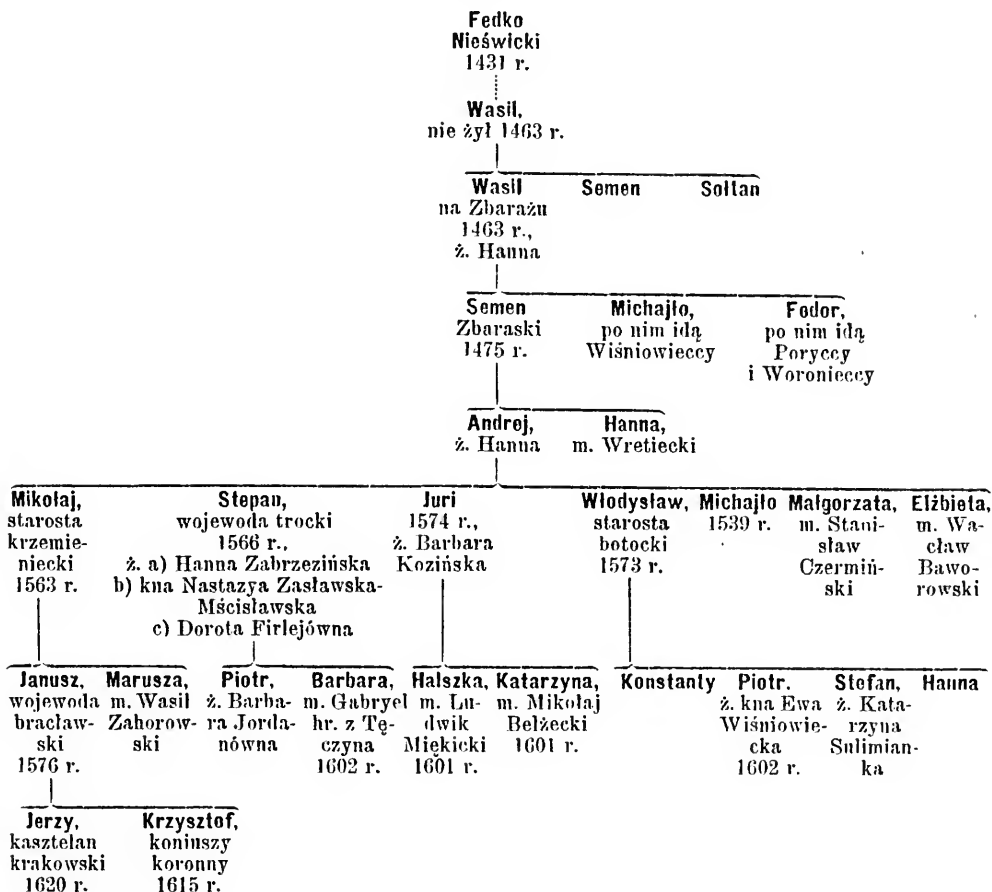 Fedko
Nieświcki
1431 r.
Wasil,
nie żył 1463 r.
Wasil
na Zbarażu
1463 r.,
ż. Hanna
Semen
Sołtan
Semen
Zbaraski
1475 r.
Michajło,
po nim idą
Wiśniowieccy
Fedor,
po nim idą
Poryccy
i Woronieccy
Andrej,
ż. Hanna
Hanna,
m. Wretiecki
Mikołaj,
starosta
krzemie-
niecki
1563 r.
Stepan,
wojewoda trocki
1566 r.,
ż. a) Hanna Zabrzezińska
b) kna Nastazya Zasławska-
Mścisławska
c) Dorota Firlejówna
Juri
1574 r.,
ż. Barbara
Kozińska
Włodysław,
starosta
botocki
1573 r.
Michajło
1539 r.
Małgorzata,
m. Stani-
sław
Czermiń-
ski
Elżbieta,
m. Wa-
cław
Bawo-
rowski
Janusz,
wojewoda
bracław-
ski
1576 r.
Marusza,
m. Wasil
Zahorow-
ski
Piotr,
ż. Barba-
ra Jorda-
nówna
Barbara,
m. Gabryel
hr. z Tę-
czyna
1602 r.
Halszka,
m. Lu-
dwik
Miękicki
1601 r.
Katarzyna,
m. Mikołaj
Bełżecki
1601 r.
Konstanty
Piotr.
ż. kna Ewa
Wiśniowie-
cka
1602 r.
Stefan,
ż. Kata-
rzyna
Sulimian-
ka
Hanna
Jerzy,
kasztelan
krakowski
1620 r.
Krzysztof,
koniuszy
koronny
1615 r.